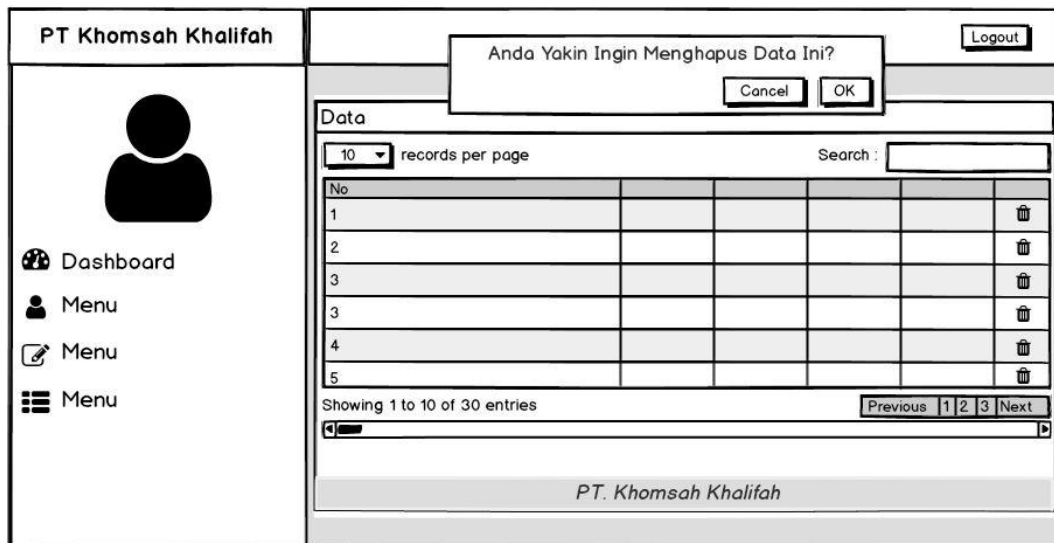 PT Khomsah Khalifah
Logout
Anda Yakin Ingin Menghapus Data Ini?
Cancel OK
Data
10 records per page Search :
No
1
2
3
3
4
5
Dashboard
Menu
Menu
Menu
Showing 1 to 10 of 30 entries Previous 1 2 3 Next
PT. Khomsah Khalifah